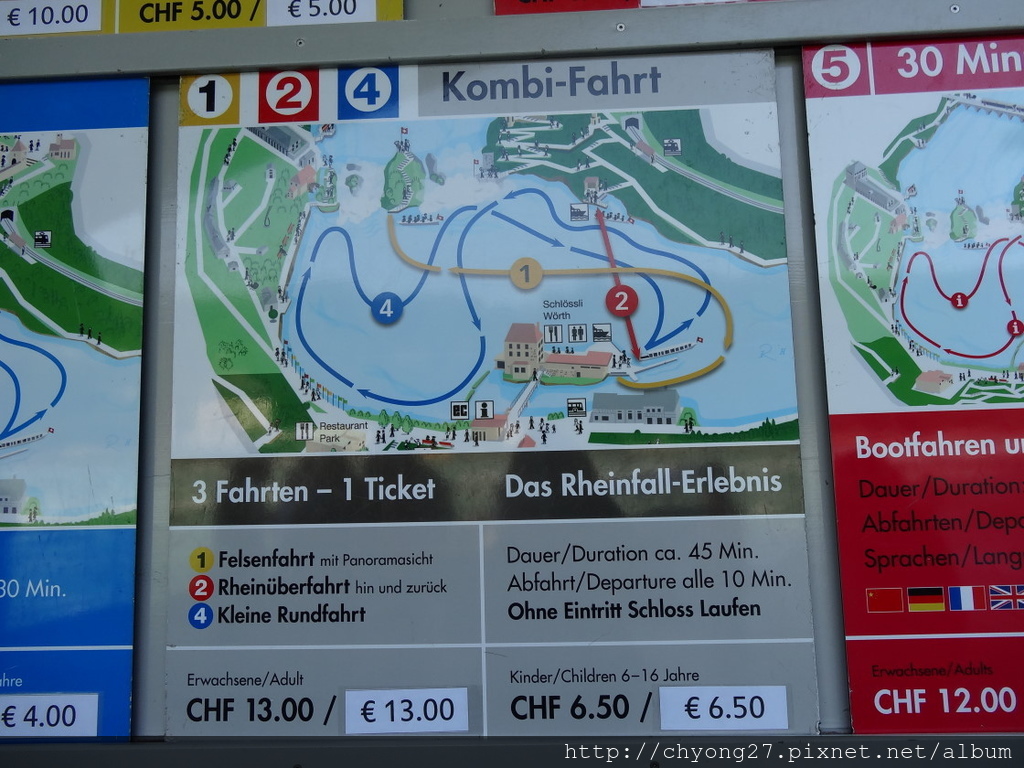 € 10.00
CHF 5.00 /
€ 5.00
1 2 4
Kombi-Fahrt
5
30 Min
1
4
2
Schlössli
Wörth
EC
i
Restaurant
Park
i
i
3 Fahrten – 1 Ticket
Das Rheinfall-Erlebnis
1 Felsenfahrt mit Panoramasicht
2 Rheinüberfahrt hin und zurück
4 Kleine Rundfahrt
Dauer/Duration ca. 45 Min.
Abfahrt/Departure alle 10 Min.
Ohne Eintritt Schloss Laufen
Erwachsene/Adult
CHF 13.00 / € 13.00
Kinder/Children 6–16 Jahre
CHF 6.50 / € 6.50
30 Min.
ahre
€ 4.00
Bootfahren u
Dauer/Duration:
Abfahrten/Depa
Sprachen/Lang
Erwachsene/Adults
CHF 12.00
http://chyong27.pixnet.net/album